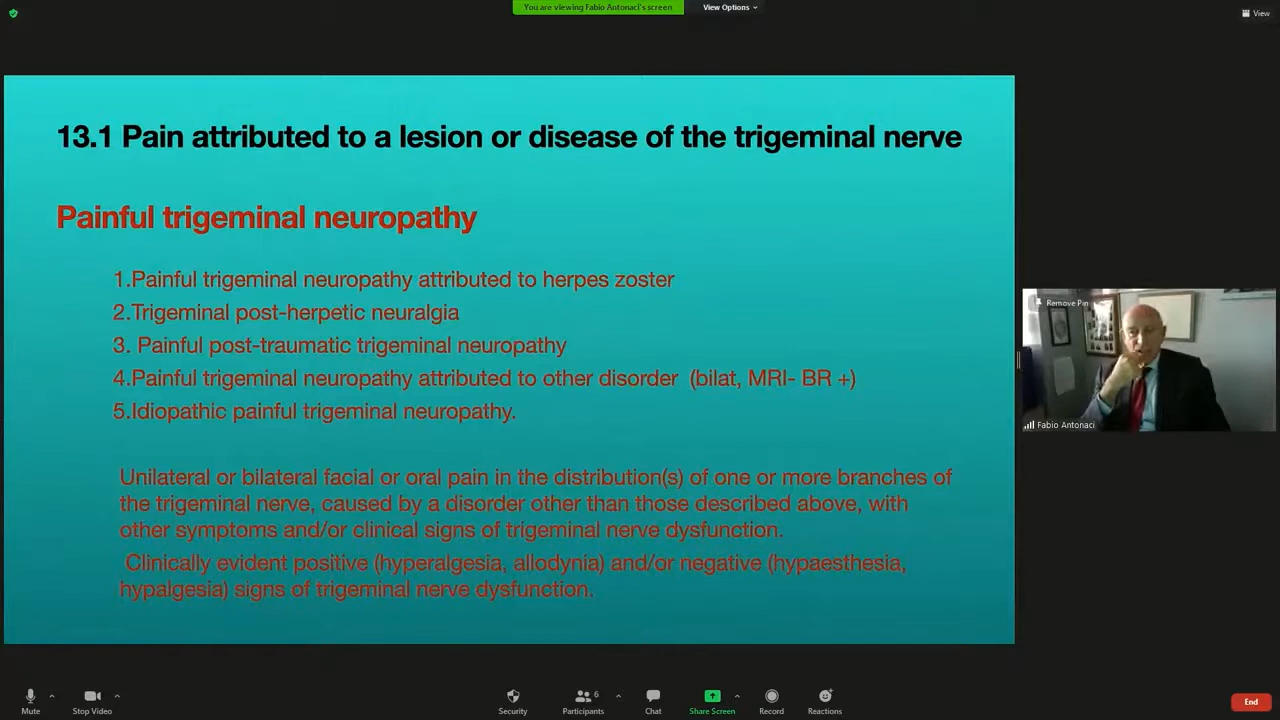 You are viewing Fabio Antonaci's screen
View Options
View
13.1 Pain attributed to a lesion or disease of the trigeminal nerve
Painful trigeminal neuropathy
1.Painful trigeminal neuropathy attributed to herpes zoster
2.Trigeminal post-herpetic neuralgia
3. Painful post-traumatic trigeminal neuropathy
4.Painful trigeminal neuropathy attributed to other disorder (bilat, MRI- BR +)
5.Idiopathic painful trigeminal neuropathy.
Unilateral or bilateral facial or oral pain in the distribution(s) of one or more branches of
the trigeminal nerve, caused by a disorder other than those described above, with
other symptoms and/or clinical signs of trigeminal nerve dysfunction.
Clinically evident positive (hyperalgesia, allodynia) and/or negative (hypaesthesia,
hypalgesia) signs of trigeminal nerve dysfunction.
Remove Pin
Fabio Antonaci
Mute
Stop Video
Security
Participants
6
Chat
Share Screen
Record
Reactions
End